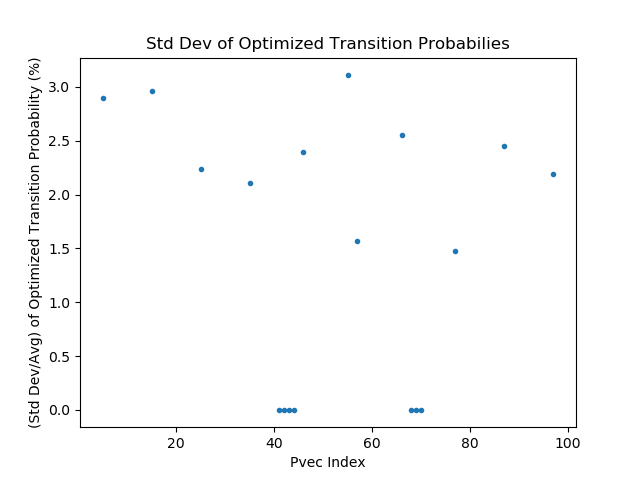 Std Dev of Optimized Transition Probabilies
(Std Dev/Avg) of Optimized Transition Probability (%)
3.0
2.5
2.0
1.5
1.0
0.5
0.0
20 40 60 80 100
Pvec Index